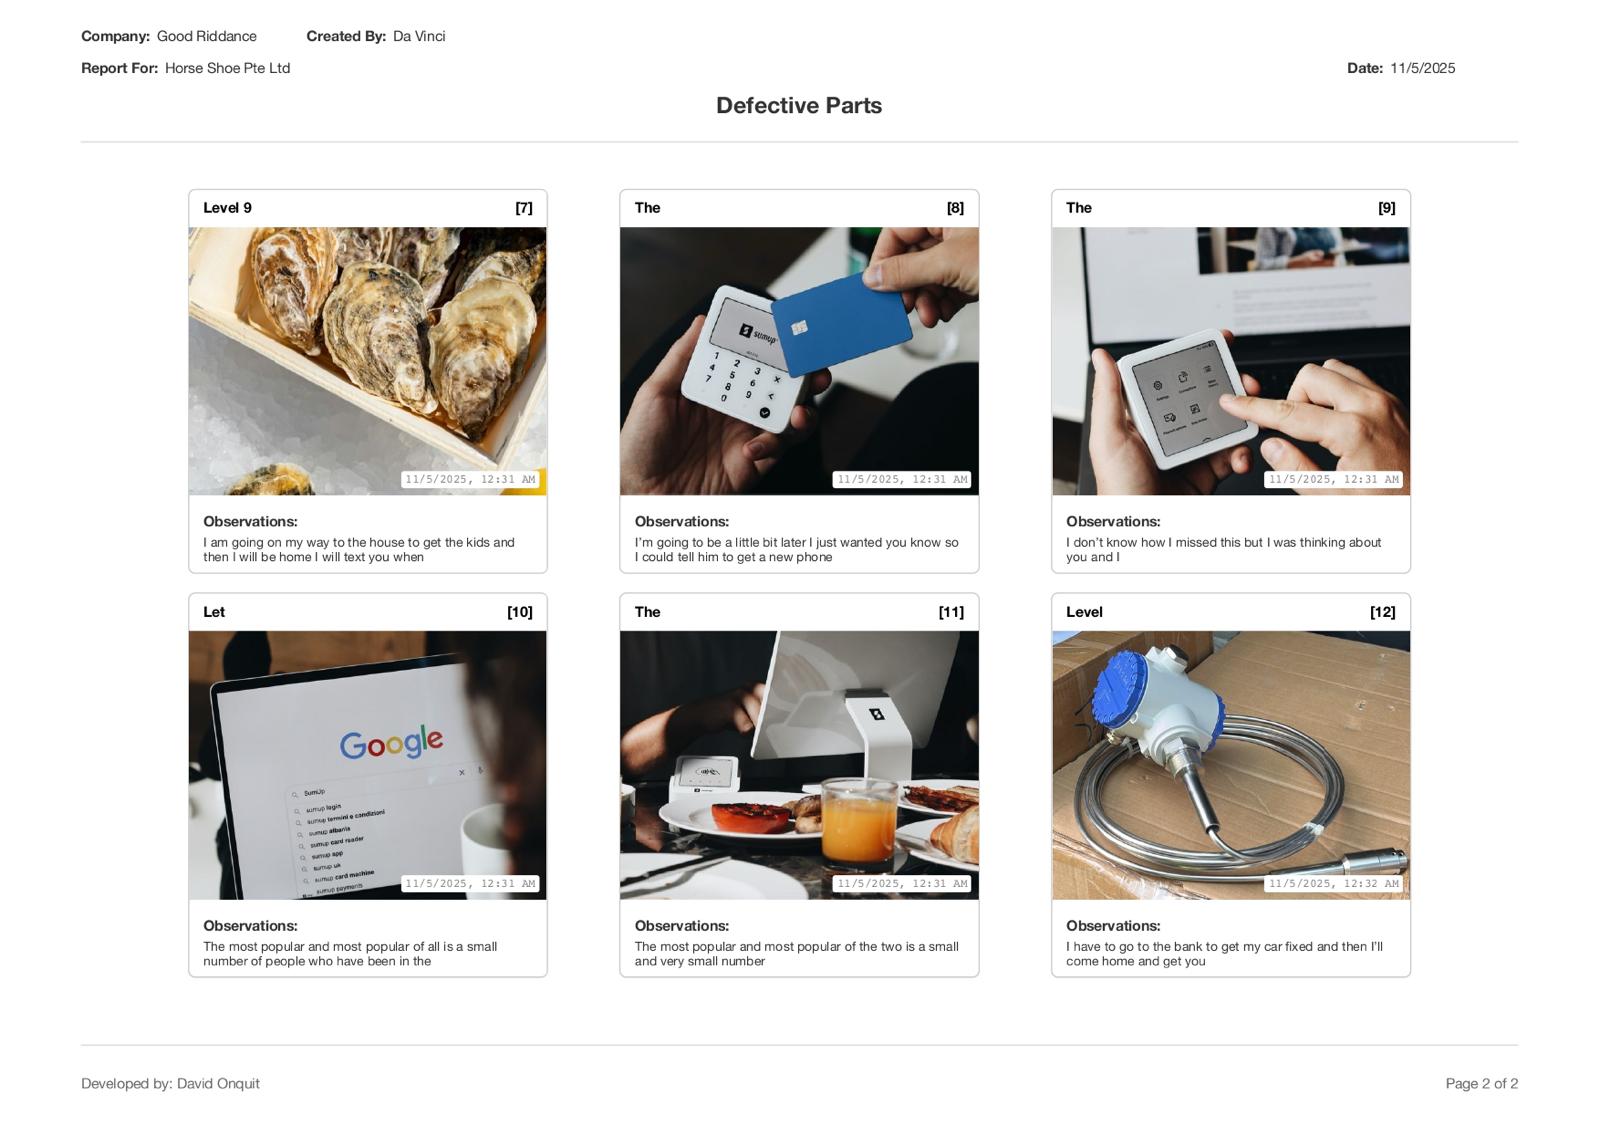 Company: Good Riddance Created By: Da Vinci
Report For: Horse Shoe Pte Ltd Date: 11/5/2025
Defective Parts
Level 9 [7]
The [8]
The [9]
sumup
1 2 3 ×
4 5 6 <
7 8 9
0
Settings
Connections
11/5/2025, 12:31 AM
11/5/2025, 12:31 AM
11/5/2025, 12:31 AM
Observations:
I am going on my way to the house to get the kids and
then I will be home I will text you when
Observations:
I’m going to be a little bit later I just wanted you know so
I could tell him to get a new phone
Observations:
I don’t know how I missed this but I was thinking about
you and I
Let [10]
The [11]
Level [12]
Google
SumUp
sumup login
sumup termini e condizioni
sumup albania
sumup card reader
sumup app
sumup uk
sumup card machine
sumup payments
11/5/2025, 12:31 AM
11/5/2025, 12:31 AM
11/5/2025, 12:32 AM
Observations:
The most popular and most popular of all is a small
number of people who have been in the
Observations:
The most popular and most popular of the two is a small
and very small number
Observations:
I have to go to the bank to get my car fixed and then I’ll
come home and get you
Developed by: David Onquit Page 2 of 2